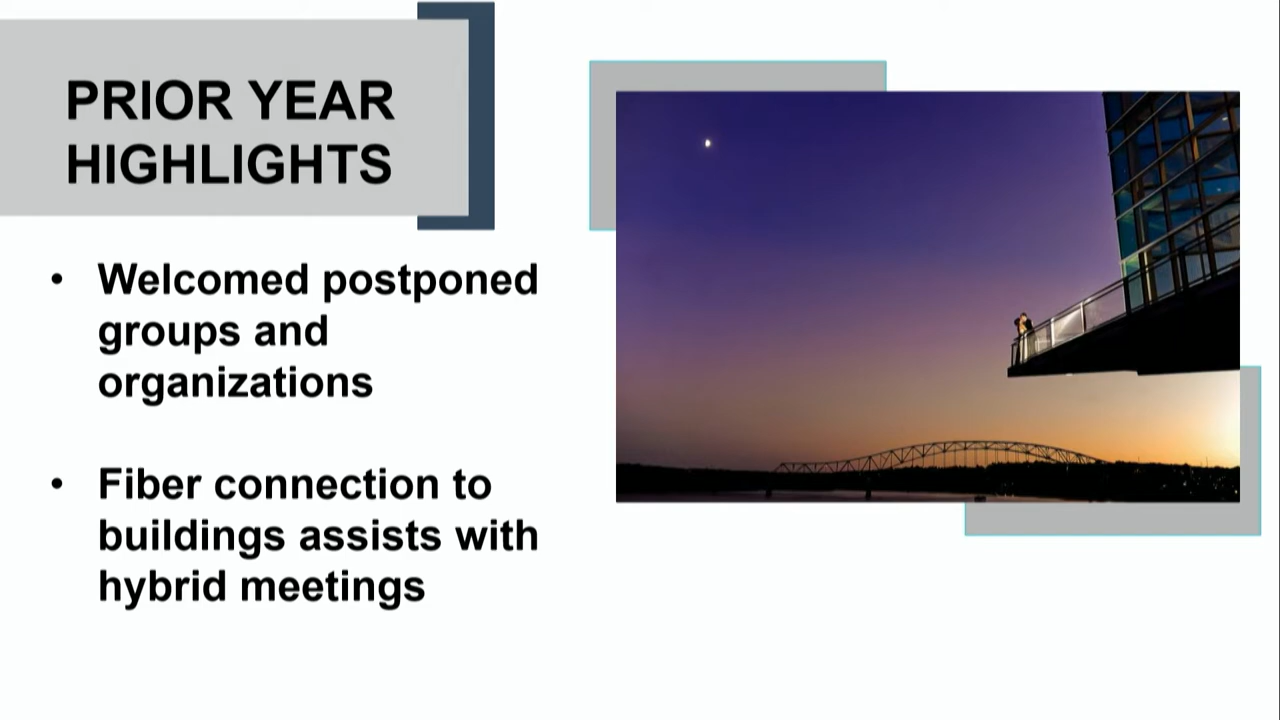 PRIOR YEAR
HIGHLIGHTS
• Welcomed postponed
groups and
organizations
• Fiber connection to
buildings assists with
hybrid meetings